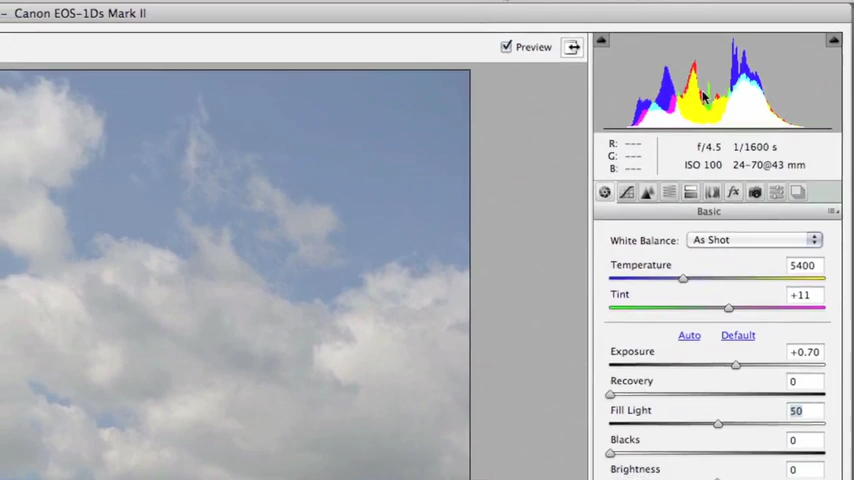 - Canon EOS-1Ds Mark II
Preview
R: ---
G: ---
B: ---
f/4.5 1/1600 s
ISO 100 24-70@43 mm
fx
Basic
White Balance: As Shot
Temperature 5400
Tint +11
Auto Default
Exposure +0.70
Recovery 0
Fill Light 50
Blacks 0
Brightness 0